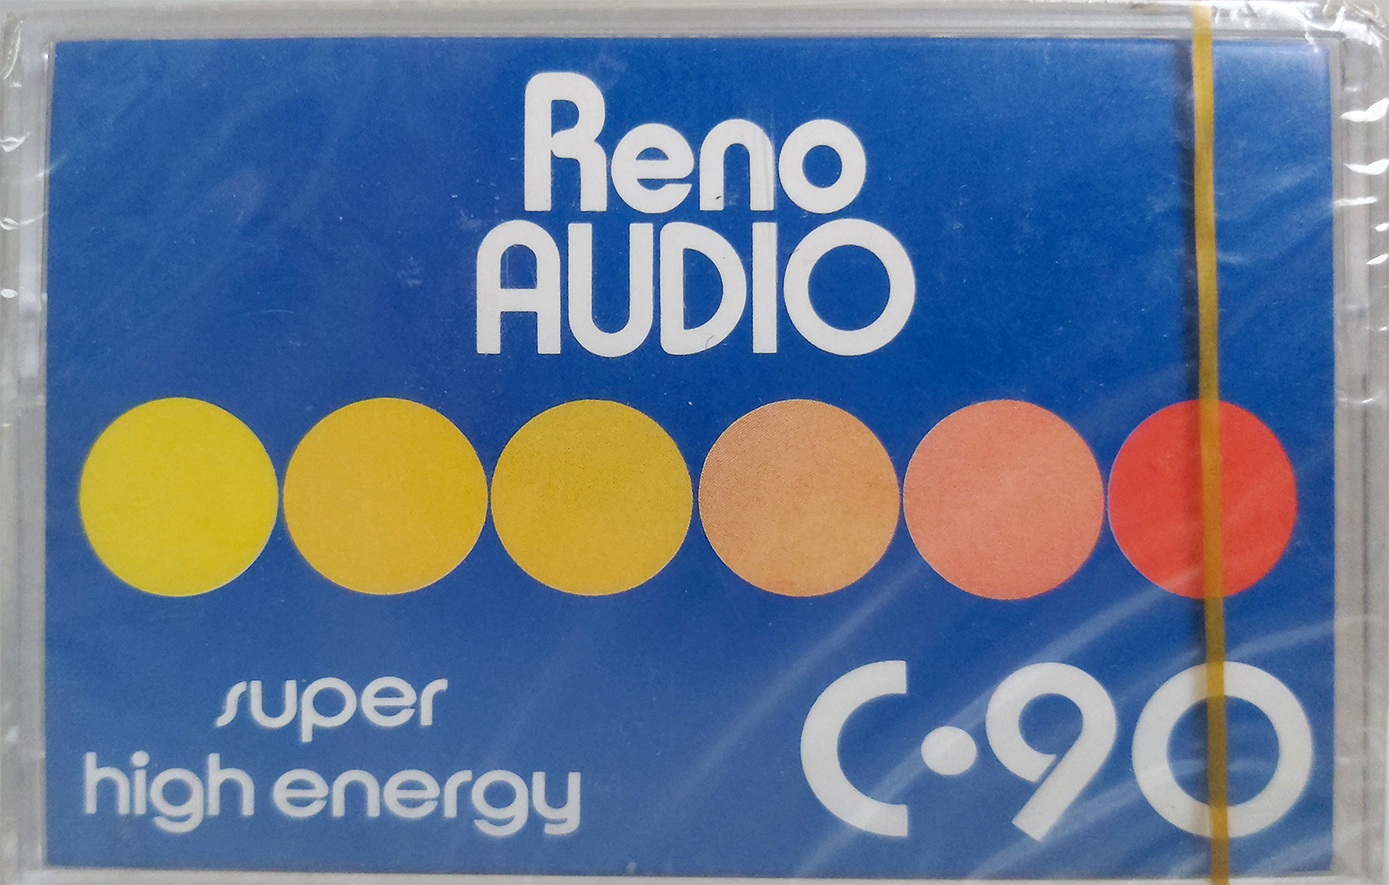 Reno
AUDIO
super
high energy
C·90